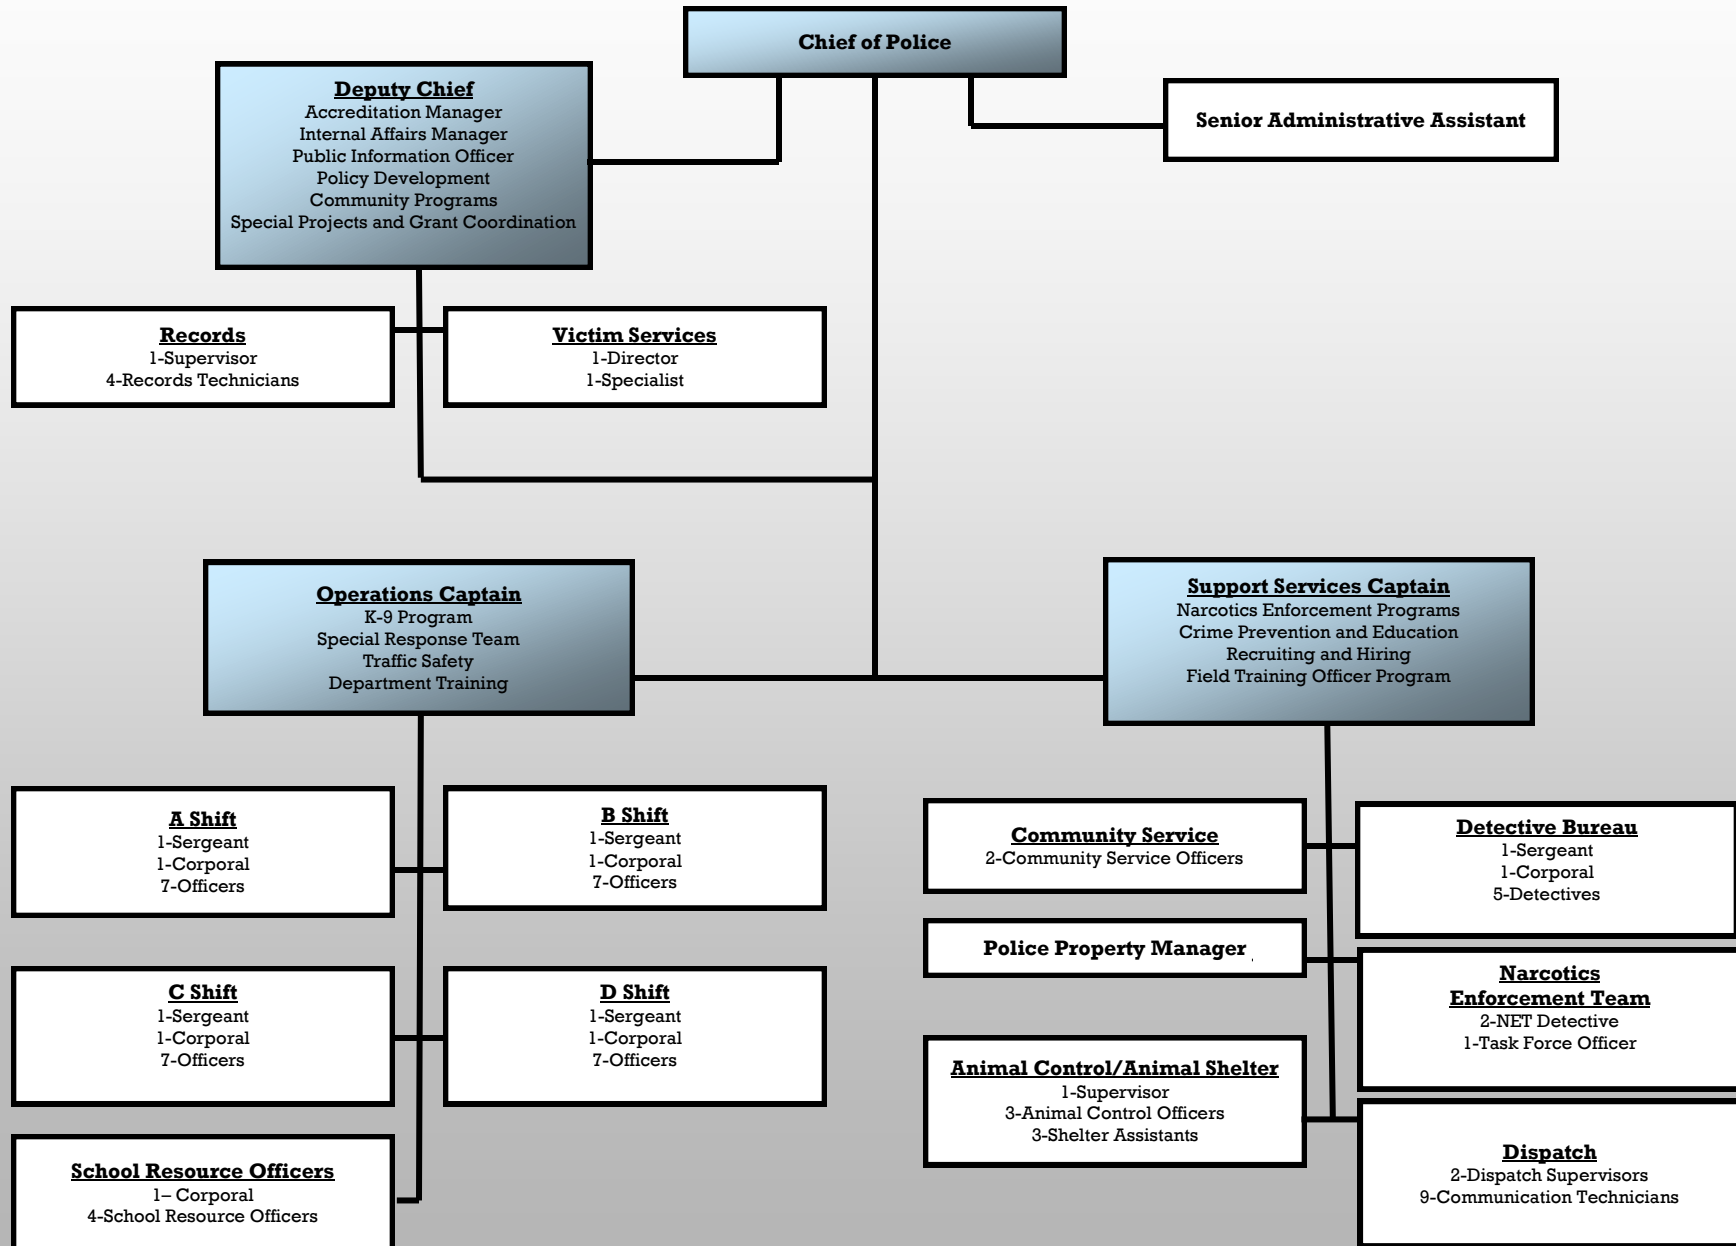 Chief of Police
Deputy Chief
Accreditation Manager
Internal Affairs Manager
Public Information Officer
Policy Development
Community Programs
Special Projects and Grant Coordination
Senior Administrative Assistant
Records
1-Supervisor
4-Records Technicians
Victim Services
1-Director
1-Specialist
Operations Captain
K-9 Program
Special Response Team
Traffic Safety
Department Training
Support Services Captain
Narcotics Enforcement Programs
Crime Prevention and Education
Recruiting and Hiring
Field Training Officer Program
A Shift
1-Sergeant
1-Corporal
7-Officers
B Shift
1-Sergeant
1-Corporal
7-Officers
C Shift
1-Sergeant
1-Corporal
7-Officers
D Shift
1-Sergeant
1-Corporal
7-Officers
School Resource Officers
1– Corporal
4-School Resource Officers
Community Service
2-Community Service Officers
Detective Bureau
1-Sergeant
1-Corporal
5-Detectives
Police Property Manager
Narcotics
Enforcement Team
2-NET Detective
1-Task Force Officer
Animal Control/Animal Shelter
1-Supervisor
3-Animal Control Officers
3-Shelter Assistants
Dispatch
2-Dispatch Supervisors
9-Communication Technicians